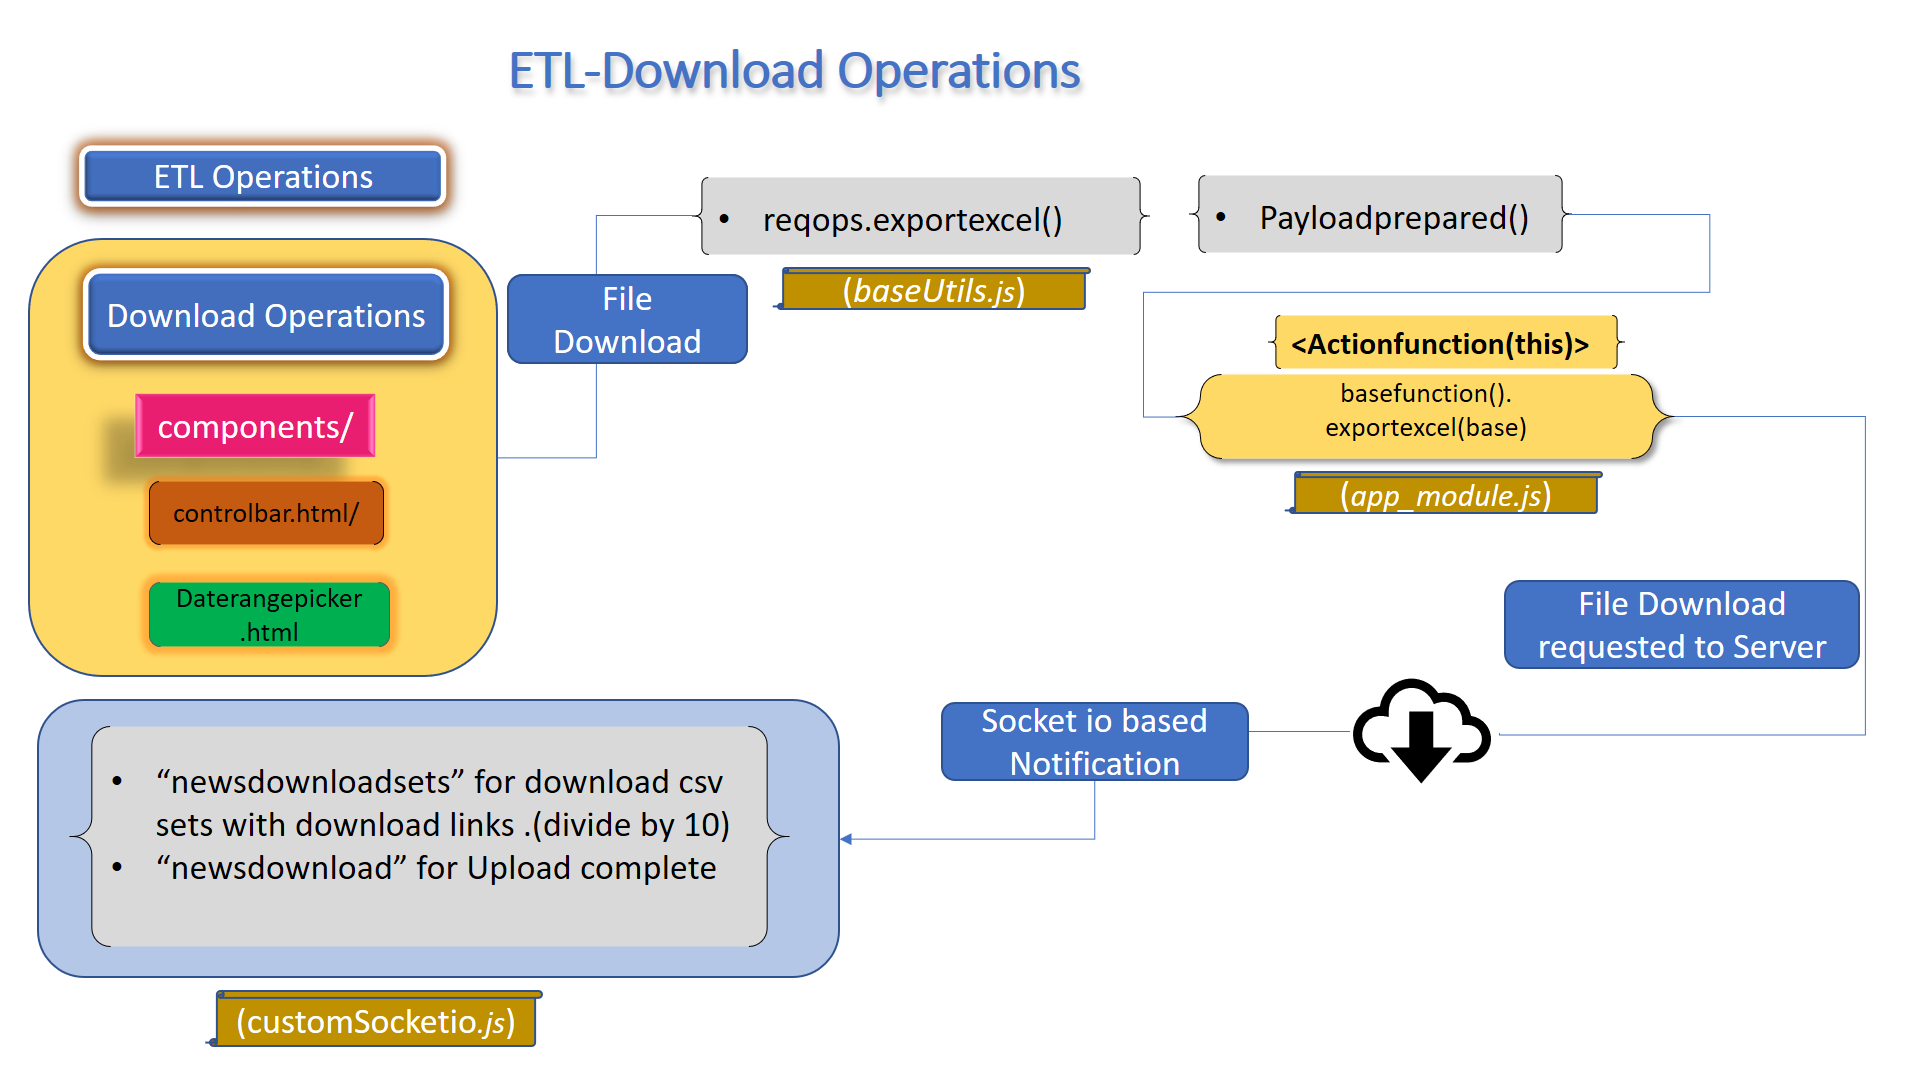 ETL-Download Operations
ETL Operations
Download Operations
components/
controlbar.html/
Daterangepicker
.html
File
Download
• reqops.exportexcel()
(baseUtils.js)
• Payloadprepared()
<Actionfunction(this)>
basefunction().
exportexcel(base)
(app_module.js)
File Download
requested to Server
Socket io based
Notification
• “newsdownloadsets” for download csv
sets with download links .(divide by 10)
• “newsdownload” for Upload complete
(customSocketio.js)